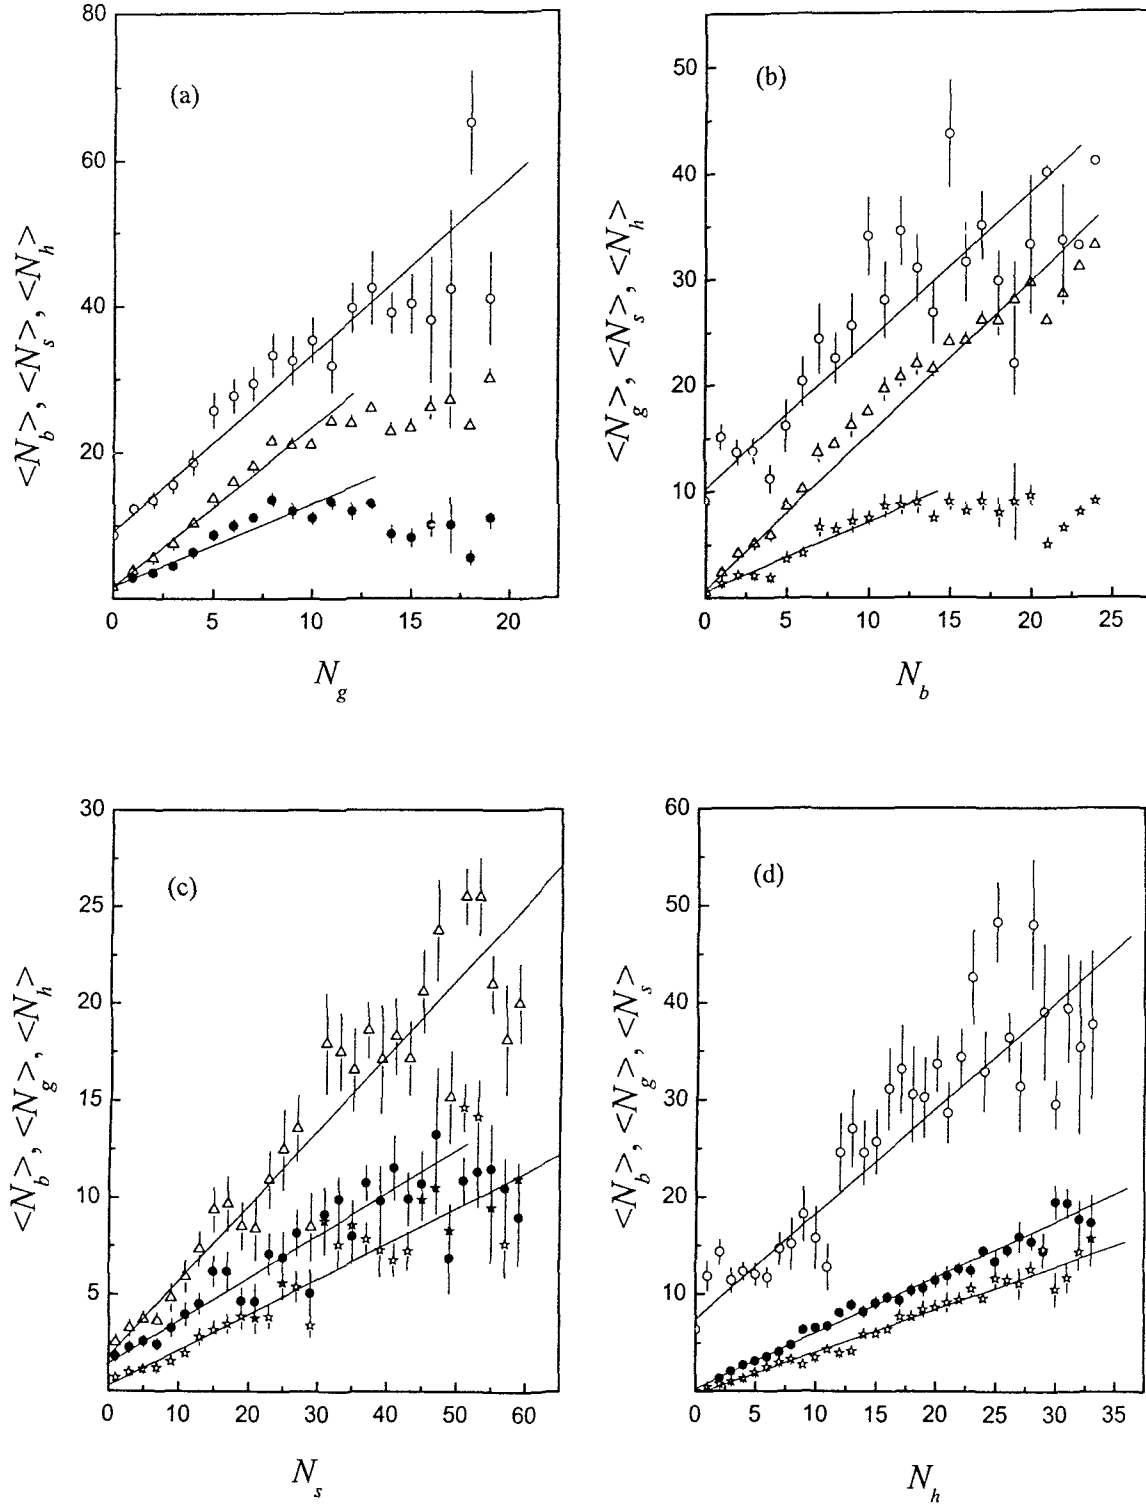 80
60
40
20
<N_b>, <N_s>, <N_h>
(a)
0 5 10 15 20
N_g
50
40
30
20
10
0
<N_g>, <N_s>, <N_h>
(b)
0 5 10 15 20 25
N_b
30
25
20
15
10
5
<N_b>, <N_g>, <N_h>
(c)
0 10 20 30 40 50 60
N_s
60
50
40
30
20
10
<N_b>, <N_g>, <N_s>
(d)
0 5 10 15 20 25 30 35
N_h